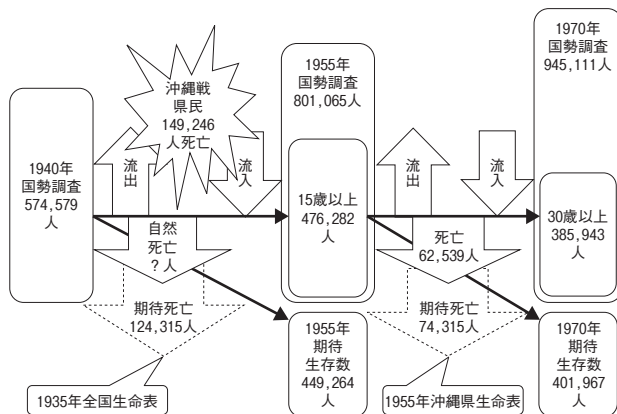 1940年
国勢調査
574,579
人
流出
沖縄戦
県民
149,246
人死亡
流入
自然
死亡
?人
期待死亡
124,315人
1935年全国生命表
1955年
国勢調査
801,065人
15歳以上
476,282
人
1955年
期待
生存数
449,264
人
流出
流入
死亡
62,539人
期待死亡
74,315人
1955年沖縄県生命表
1970年
国勢調査
945,111人
30歳以上
385,943
人
1970年
期待
生存数
401,967
人